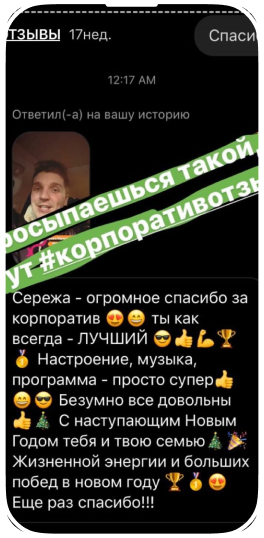 ТЗЫВЫ 17нед. Спаси
12:17 AM
Ответил(-а) на вашу историю
росыпаешься такой,
ут #корпоративотзы
Сережа - огромное спасибо за
корпоратив 😍😄 ты как
всегда - ЛУЧШИЙ 😎👍💪🏆
🥇 Настроение, музыка,
программа - просто супер👍
😄😎 Безумно все довольны
👍🎄 С наступающим Новым
Годом тебя и твою семью🎄🎉
Жизненной энергии и больших
побед в новом году 🏆🥇😄
Еще раз спасибо!!!